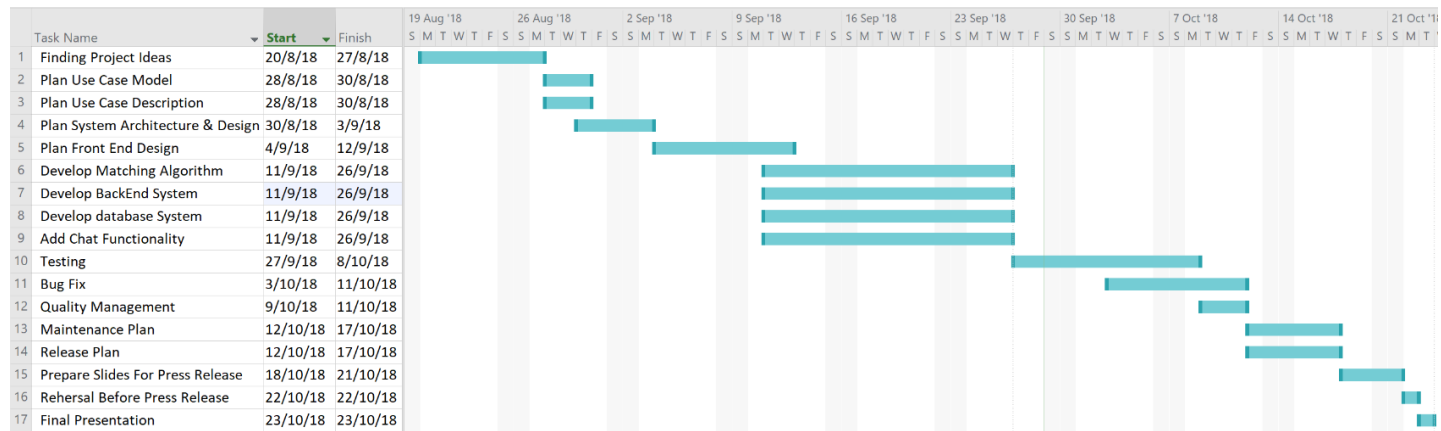 19 Aug '18 26 Aug '18 2 Sep '18 9 Sep '18 16 Sep '18 23 Sep '18 30 Sep '18 7 Oct '18 14 Oct '18 21 Oct '1
Task Name Start Finish S M T W T F S S M T W T F S S M T W T F S S M T W T F S S M T W T F S S M T W T F S S M T W T F S S M T W T F S S M T W T F S S M T
1 Finding Project Ideas 20/8/18 27/8/18
2 Plan Use Case Model 28/8/18 30/8/18
3 Plan Use Case Description 28/8/18 30/8/18
4 Plan System Architecture & Design 30/8/18 3/9/18
5 Plan Front End Design 4/9/18 12/9/18
6 Develop Matching Algorithm 11/9/18 26/9/18
7 Develop BackEnd System 11/9/18 26/9/18
8 Develop database System 11/9/18 26/9/18
9 Add Chat Functionality 11/9/18 26/9/18
10 Testing 27/9/18 8/10/18
11 Bug Fix 3/10/18 11/10/18
12 Quality Management 9/10/18 11/10/18
13 Maintenance Plan 12/10/18 17/10/18
14 Release Plan 12/10/18 17/10/18
15 Prepare Slides For Press Release 18/10/18 21/10/18
16 Rehersal Before Press Release 22/10/18 22/10/18
17 Final Presentation 23/10/18 23/10/18